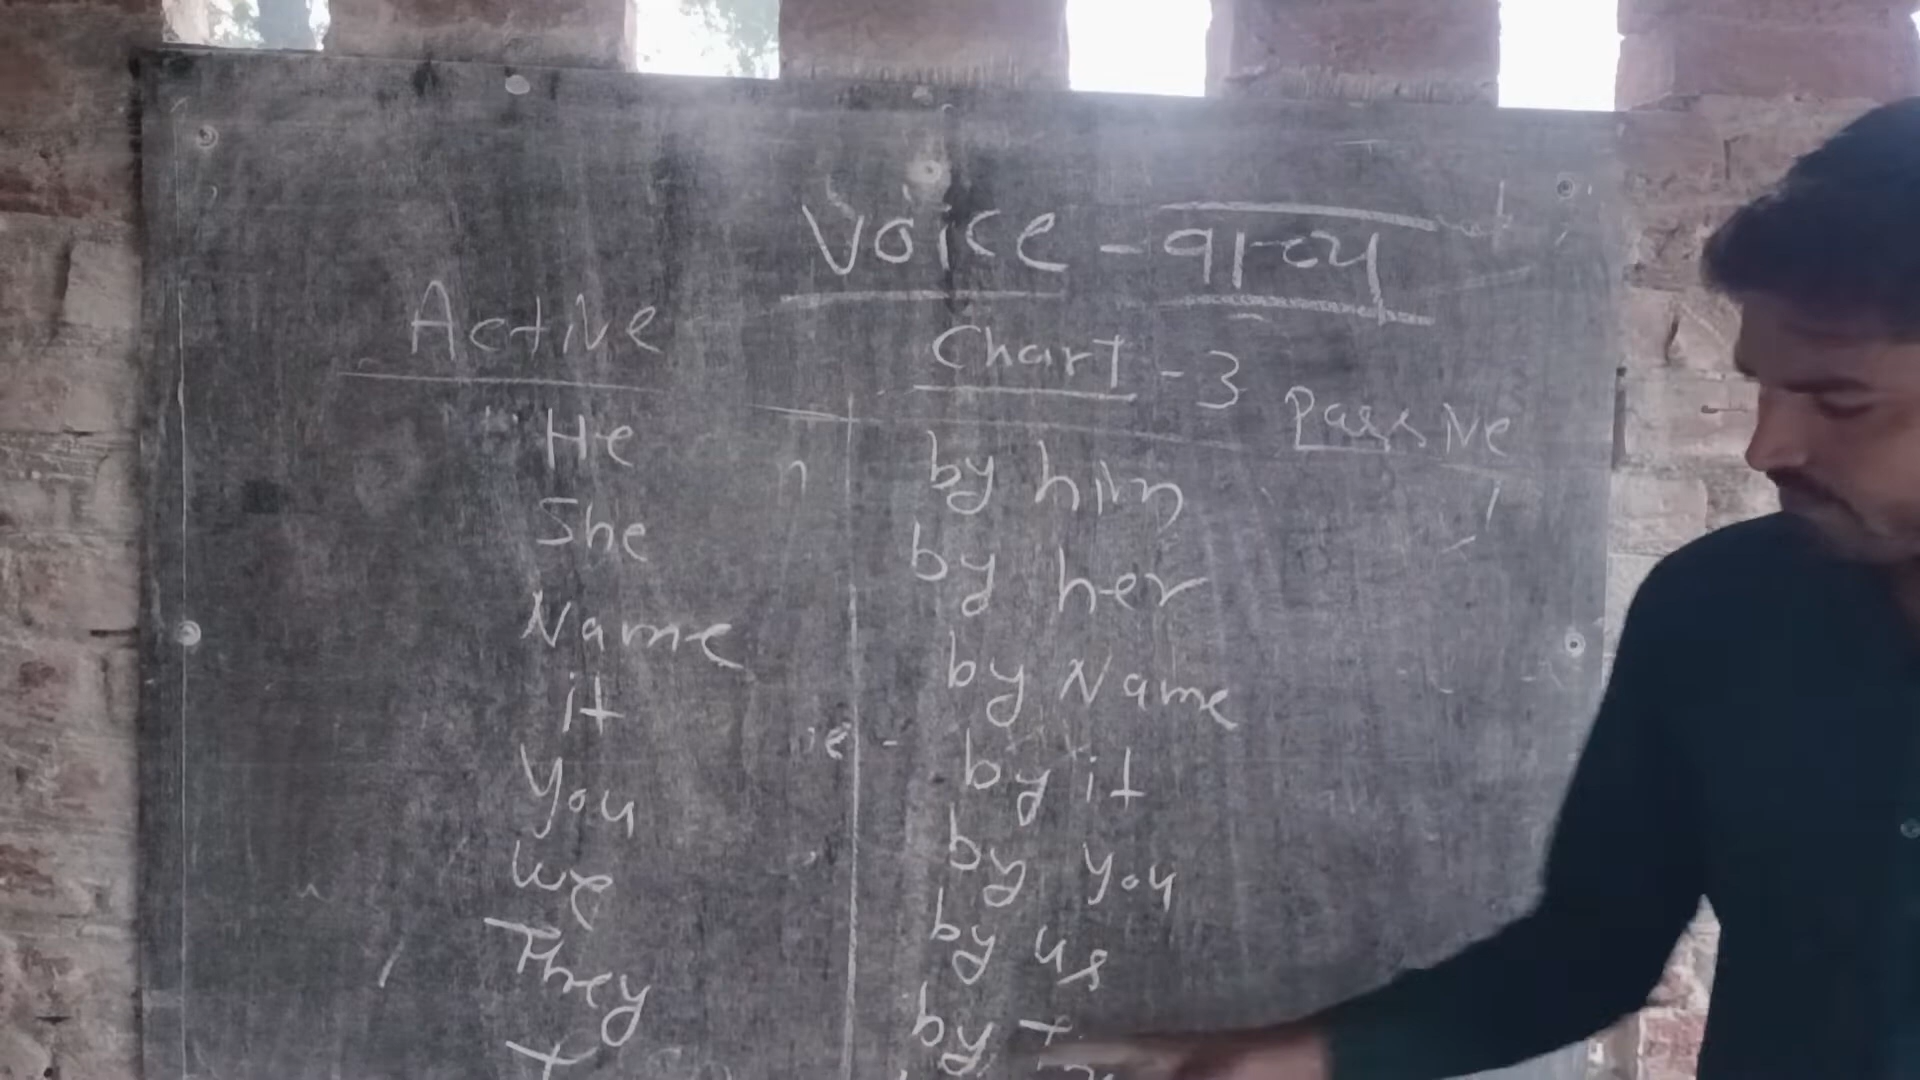 Voice - वाच्य
Active
Chart - 3
Passive
He by him
She by her
Name by Name
it by it
You by you
We by us
They by